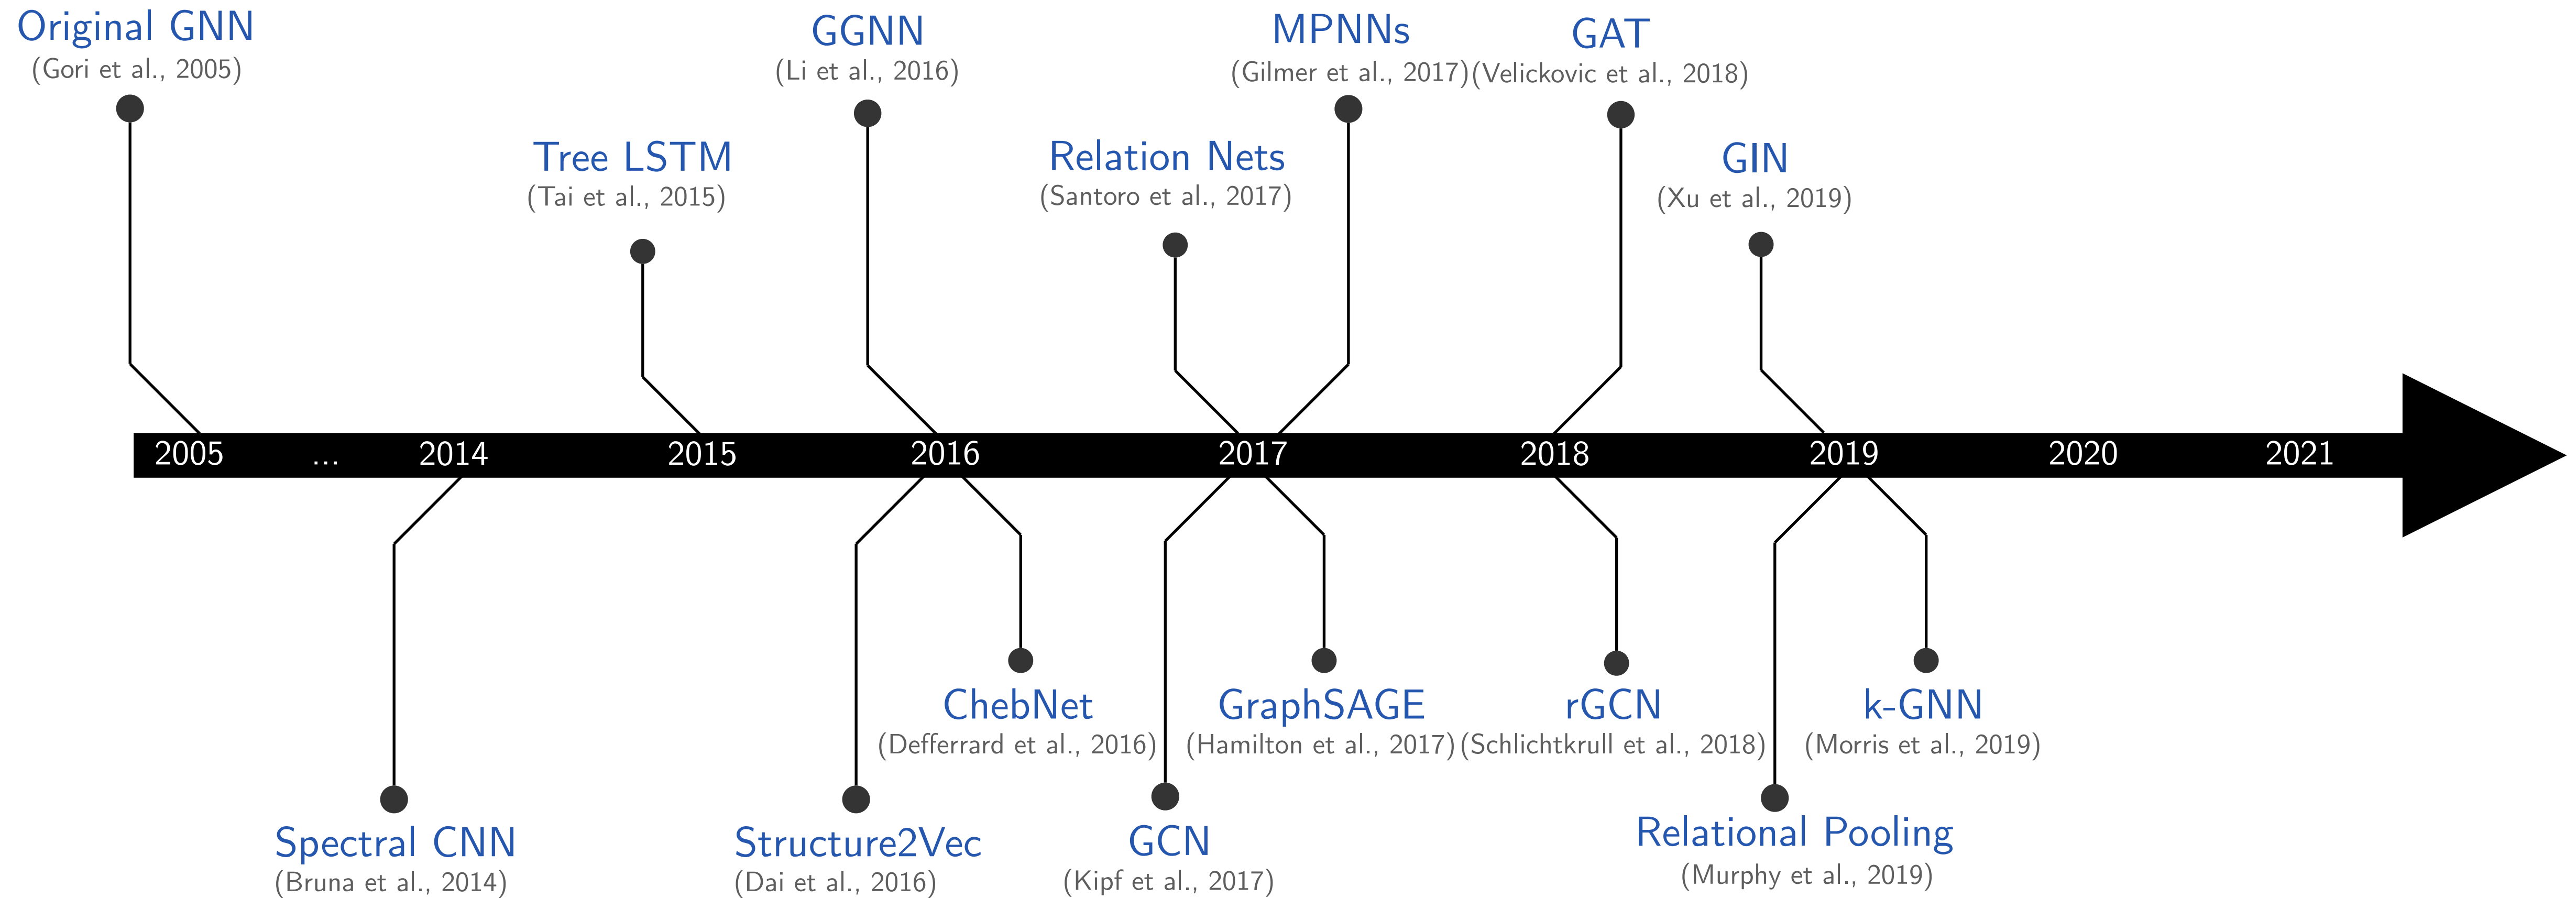 Original GNN
(Gori et al., 2005)
GGNN
(Li et al., 2016)
MPNNs
(Gilmer et al., 2017)
GAT
(Velickovic et al., 2018)
Tree LSTM
(Tai et al., 2015)
Relation Nets
(Santoro et al., 2017)
GIN
(Xu et al., 2019)
2005 ... 2014 2015 2016 2017 2018 2019 2020 2021
ChebNet
(Defferrard et al., 2016)
GraphSAGE
(Hamilton et al., 2017)
rGCN
(Schlichtkrull et al., 2018)
k-GNN
(Morris et al., 2019)
Spectral CNN
(Bruna et al., 2014)
Structure2Vec
(Dai et al., 2016)
GCN
(Kipf et al., 2017)
Relational Pooling
(Murphy et al., 2019)